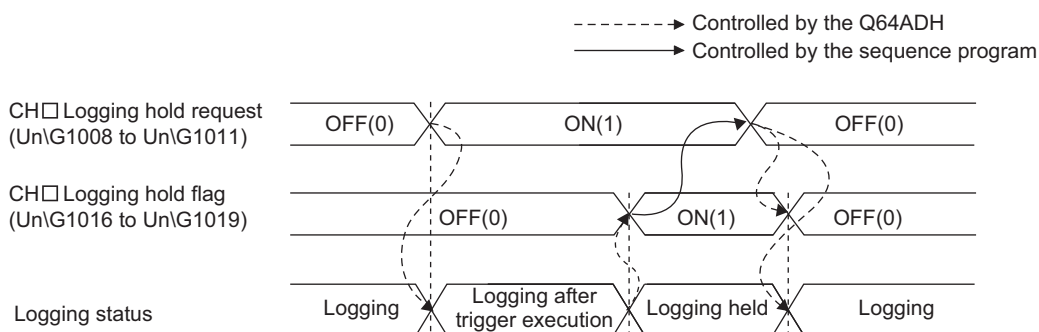 Controlled by the Q64ADH
Controlled by the sequence program
CH□ Logging hold request
(Un\G1008 to Un\G1011)
OFF(0)
ON(1)
OFF(0)
CH□ Logging hold flag
(Un\G1016 to Un\G1019)
OFF(0)
ON(1)
OFF(0)
Logging status
Logging
Logging after
trigger execution
Logging held
Logging